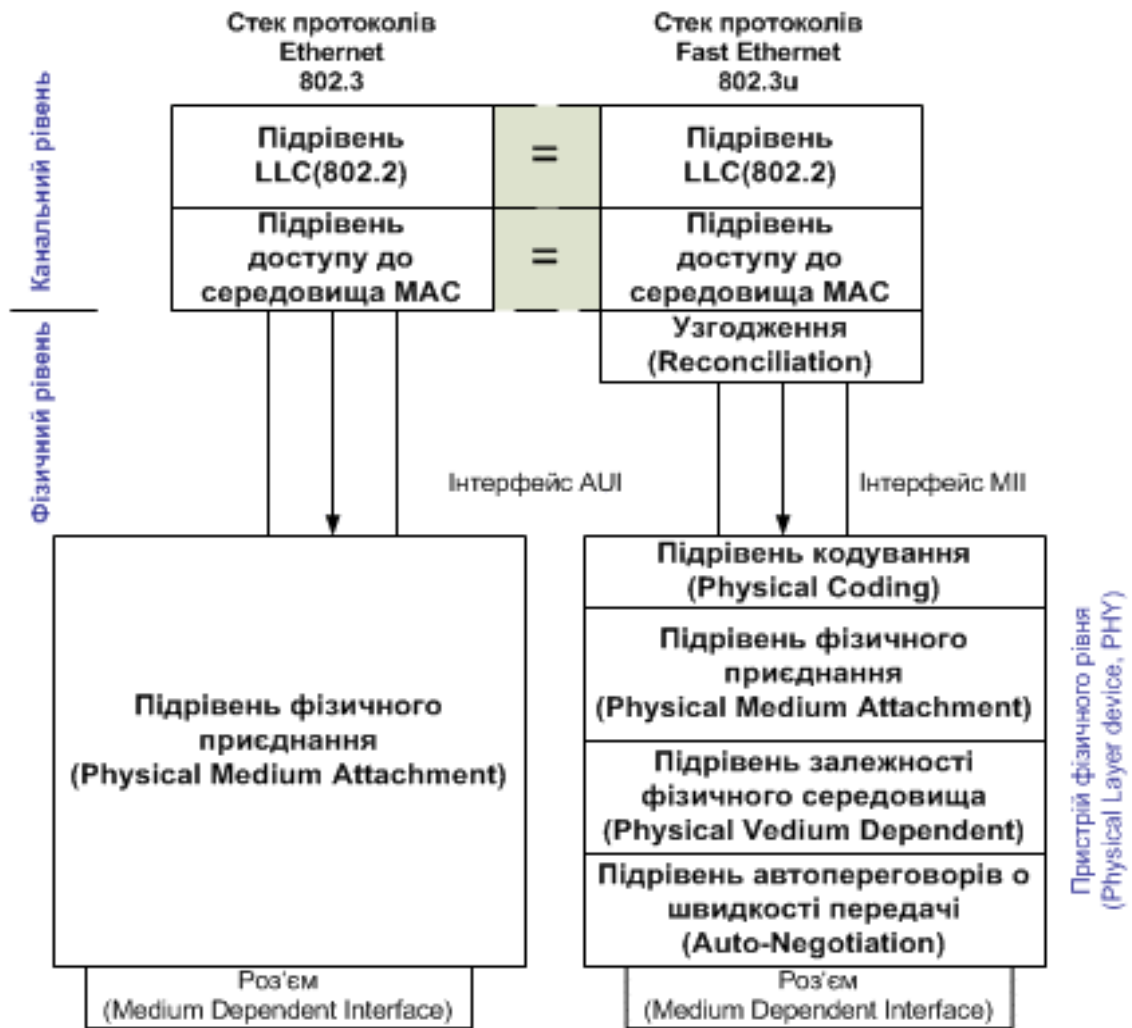 Стек протоколів
Ethernet
802.3
Стек протоколів
Fast Ethernet
802.3u
Канальний рівень
Підрівень
LLC(802.2)
=
Підрівень
LLC(802.2)
Підрівень
доступу до
середовища MAC
=
Підрівень
доступу до
середовища MAC
Фізичний рівень
Узгодження
(Reconciliation)
Інтерфейс AUI
Інтерфейс MII
Підрівень фізичного
приєднання
(Physical Medium Attachment)
Підрівень кодування
(Physical Coding)
Підрівень фізичного
приєднання
(Physical Medium Attachment)
Підрівень залежності
фізичного середовища
(Physical Vedium Dependent)
Підрівень автопереговорів о
швидкості передачі
(Auto-Negotiation)
Пристрій фізичного рівня
(Physical Layer device, PHY)
Роз'єм
(Medium Dependent Interface)
Роз'єм
(Medium Dependent Interface)